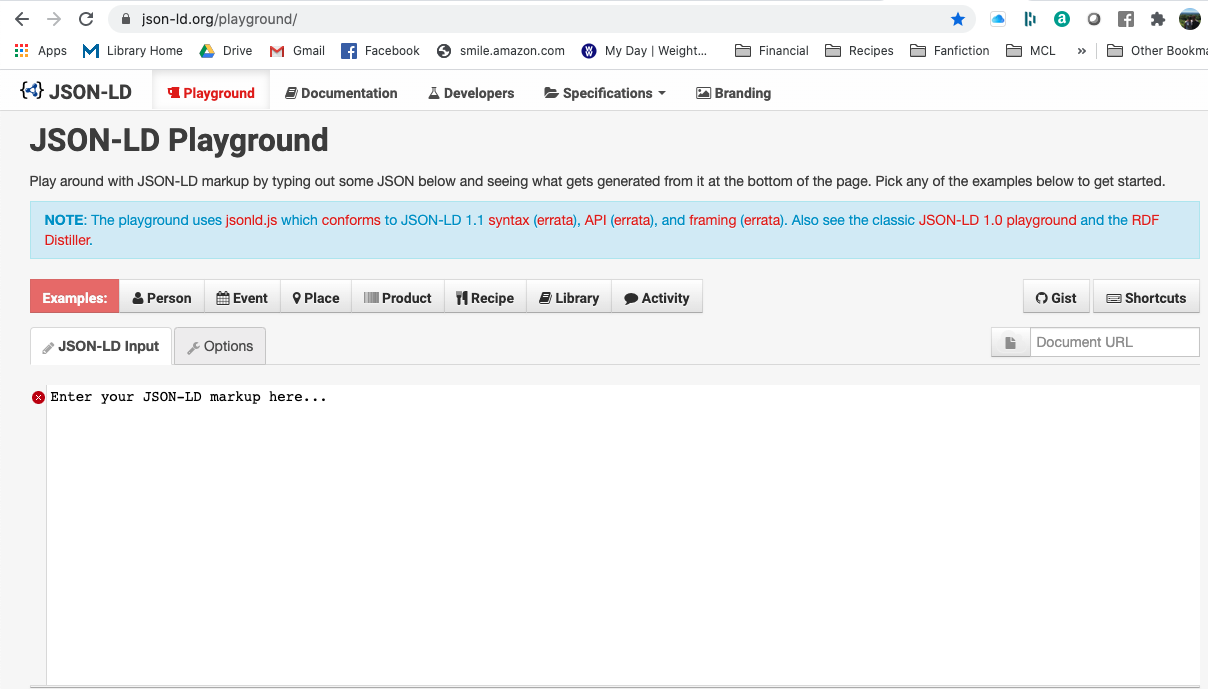 json-ld.org/playground/
Apps Library Home Drive Gmail Facebook smile.amazon.com My Day | Weight... Financial Recipes Fanfiction MCL » Other Bookma
JSON-LD Playground Documentation Developers Specifications Branding
JSON-LD Playground
Play around with JSON-LD markup by typing out some JSON below and seeing what gets generated from it at the bottom of the page. Pick any of the examples below to get started.
NOTE: The playground uses jsonld.js which conforms to JSON-LD 1.1 syntax (errata), API (errata), and framing (errata). Also see the classic JSON-LD 1.0 playground and the RDF
Distiller.
Examples: Person Event Place Product Recipe Library Activity Gist Shortcuts
JSON-LD Input Options Document URL
Enter your JSON-LD markup here...